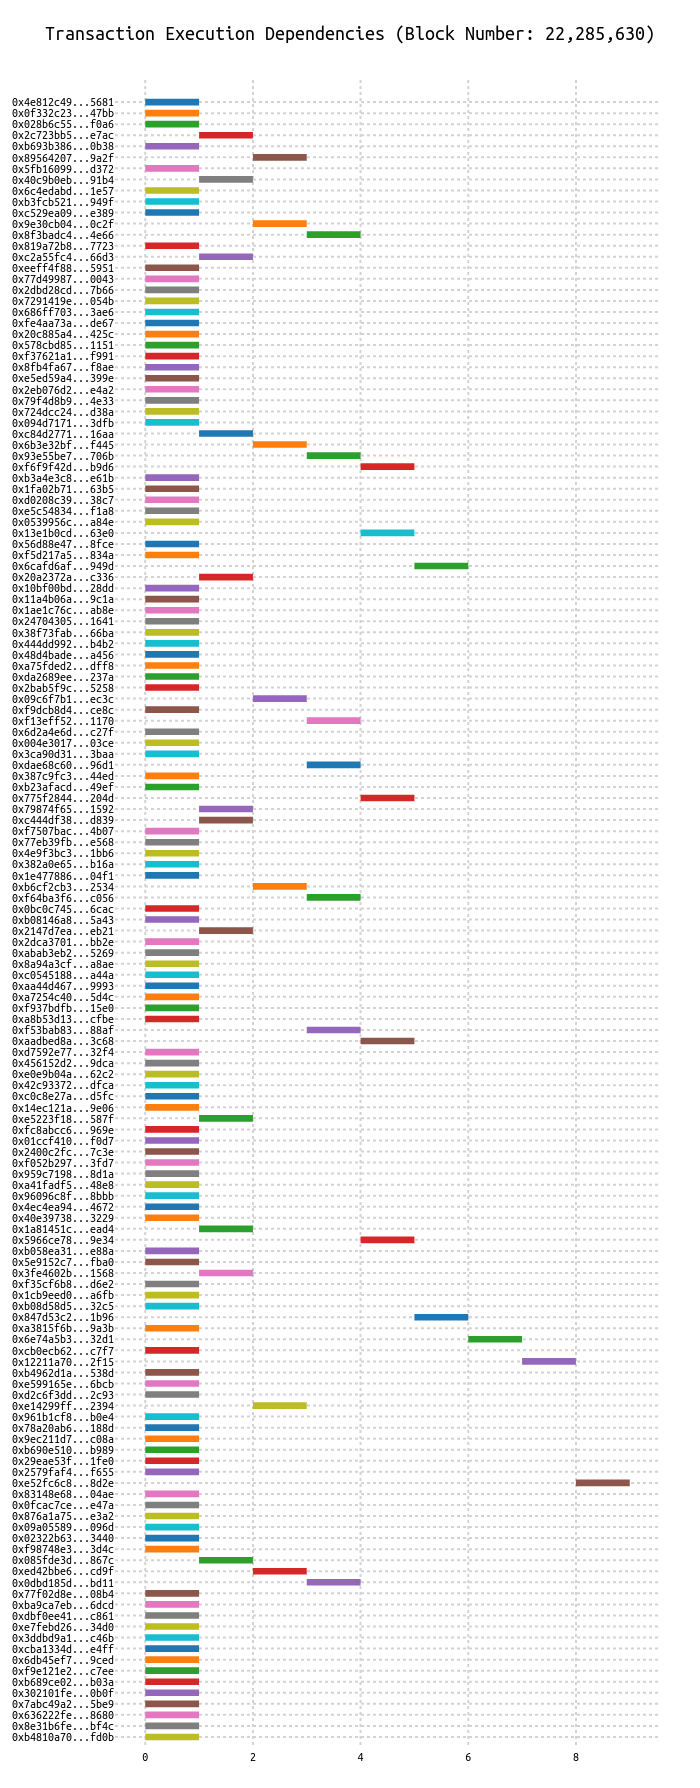 Transaction Execution Dependencies (Block Number: 22,285,630)
0x4e812c49...5681
0x0f332c23...47bb
0x028b6c55...f0a6
0x2c723bb5...e7ac
0xb693b386...0b38
0x89564207...9a2f
0x5fb16099...d372
0x40c9b0eb...91b4
0x6c4edabd...1e57
0xb3fcb521...949f
0xc529ea09...e389
0x9e30cb04...0c2f
0x8f3badc4...4e66
0x819a72b8...7723
0xc2a55fc4...66d3
0xeeff4f88...5951
0x77d49987...0043
0x2dbd28cd...7b66
0x7291419e...054b
0x686ff703...3ae6
0xfe4aa73a...de67
0x20c885a4...425c
0x578cbd85...1151
0xf37621a1...f991
0x8fb4fa67...f8ae
0xe5ed59a4...399e
0x2eb076d2...e4a2
0x79f4d8b9...4e33
0x724dcc24...d38a
0x094d7171...3dfb
0xc84d2771...16aa
0x6b3e32bf...f445
0x93e55be7...706b
0xf6f9f42d...b9d6
0xb3a4e3c8...e61b
0x1fa02b71...63b5
0xd0208c39...38c7
0xe5c54834...f1a8
0x0539956c...a84e
0x13e1b0cd...63e0
0x56d88e47...8fce
0xf5d217a5...834a
0x6cafd6af...949d
0x20a2372a...c336
0x10bf00bd...28dd
0x11a4b06a...9c1a
0x1ae1c76c...ab8e
0x24704305...1641
0x38f73fab...66ba
0x444dd992...b4b2
0x48d4bade...a456
0xa75fded2...dff8
0xda2689ee...237a
0x2bab5f9c...5258
0x09c6f7b1...ec3c
0xf9dcb8d4...ce8c
0xf13eff52...1170
0x6d2a4e6d...c27f
0x004e3017...03ce
0x3ca90d31...3baa
0xdae68c60...96d1
0x387c9fc3...44ed
0xb23afacd...49ef
0x775f2844...204d
0x79874f65...1592
0xc444df38...d839
0xf7507bac...4b07
0x77eb39fb...e568
0x4e9f3bc3...1bb6
0x382a0e65...b16a
0x1e477886...04f1
0xb6cf2cb3...2534
0xf64ba3f6...c056
0x0bc0c745...6cac
0xb08146a8...5a43
0x2147d7ea...eb21
0x2dca3701...bb2e
0xabab3eb2...5269
0x8a94a3cf...a8ae
0xc0545188...a44a
0xaa44d467...9993
0xa7254c40...5d4c
0xf937bdfb...15e0
0xa8b53d13...cfbe
0xf53bab83...88af
0xaadbed8a...3c68
0xd7592e77...32f4
0x456152d2...9dca
0xe0e9b04a...62c2
0x42c93372...dfca
0xc0c8e27a...d5fc
0x14ec121a...9e06
0xe5223f18...587f
0xfc8abcc6...969e
0x01ccf410...f0d7
0x2400c2fc...7c3e
0xf052b297...3fd7
0x959c7198...8d1a
0xa41fadf5...48e8
0x96096c8f...8bbb
0x4ec4ea94...4672
0x40e39738...3229
0x1a81451c...ead4
0x5966ce78...9e34
0xb058ea31...e88a
0x5e9152c7...fba0
0x3fe4602b...1568
0xf35cf6b8...d6e2
0x1cb9eed0...a6fb
0xb08d58d5...32c5
0x847d53c2...1b96
0xa3815f6b...9a3b
0x6e74a5b3...32d1
0xcb0ecb62...c7f7
0x12211a70...2f15
0xb4962d1a...538d
0xe599165e...6bcb
0xd2c6f3dd...2c93
0xe14299ff...2394
0x961b1cf8...b0e4
0x78a20ab6...188d
0x9ec211d7...c08a
0xb690e510...b989
0x29eae53f...1fe0
0x2579faf4...f655
0xe52fc6c8...8d2e
0x83148e68...04ae
0x0fcac7ce...e47a
0x876a1a75...e3a2
0x09a05589...096d
0x02322b63...3440
0xf98748e3...3d4c
0x085fde3d...867c
0xed42bbe6...cd9f
0x0dbd185d...bd11
0x77f02d8e...08b4
0xba9ca7eb...6dcd
0xdbf0ee41...c861
0xe7febd26...34d0
0x3ddbd9a1...c46b
0xcba1334d...e4ff
0x6db45ef7...9ced
0xf9e121e2...c7ee
0xb689ce02...b03a
0x302101fe...0b0f
0x7abc49a2...5be9
0x636222fe...8680
0x8e31b6fe...bf4c
0xb4810a70...fd0b
0 2 4 6 8